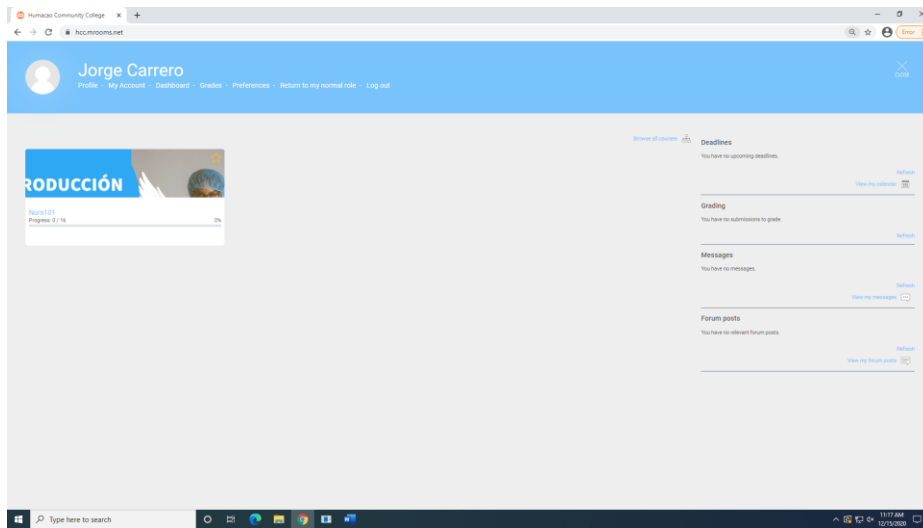 Humacao Community College
hcc.mrooms.net
Error
Jorge Carrero
Profile - My Account - Dashboard - Grades - Preferences - Return to my normal role - Log out
CLOSE
Browse all courses
RODUCCIÓN
Nurs101
Progress: 0 / 16
0%
Deadlines
You have no upcoming deadlines.
Refresh
View my calendar
Grading
You have no submissions to grade.
Refresh
Messages
You have no messages.
Refresh
View my messages
Forum posts
You have no relevant forum posts.
Refresh
View my forum posts
Type here to search
11:17 AM
12/15/2020